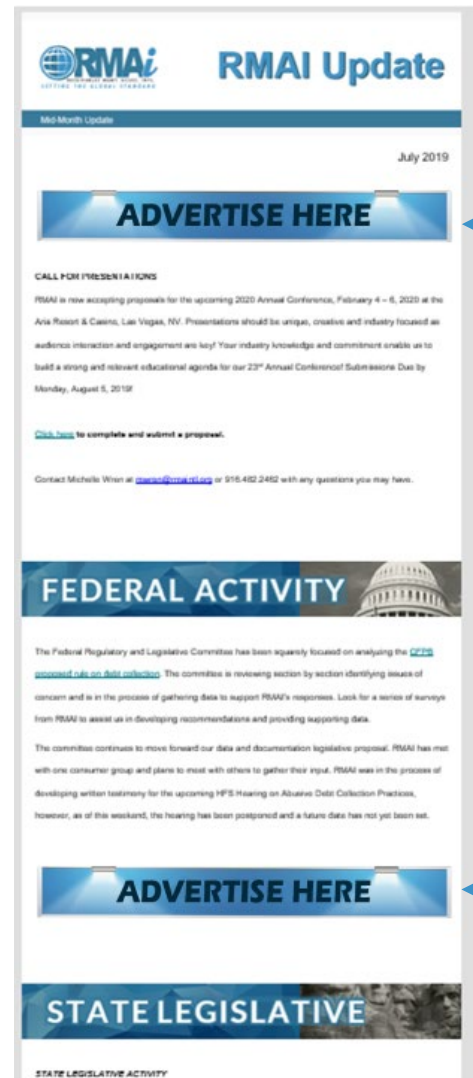 RMAi
SETTING THE GLOBAL STANDARD
RMAI Update
Mid-Month Update
July 2019
ADVERTISE HERE
CALL FOR PRESENTATIONS
RMAI is now accepting proposals for the upcoming 2020 Annual Conference, February 4 – 6, 2020 at the
Aria Resort & Casino, Las Vegas, NV. Presentations should be unique, creative and industry focused as
audience interaction and engagement are key! Your industry knowledge and commitment enable us to
build a strong and relevant educational agenda for our 23rd Annual Conference! Submissions Due by
Monday, August 5, 2019!
Click here to complete and submit a proposal.
Contact Michelle Wren at or 916.482.2462 with any questions you may have.
FEDERAL ACTIVITY
The Federal Regulatory and Legislative Committee has been squarely focused on analyzing the CFPB
proposed rule on debt collection. The committee is reviewing section by section identifying issues of
concern and is in the process of gathering data to support RMAI's responses. Look for a series of surveys
from RMAI to assist us in developing recommendations and providing supporting data.
The committee continues to move forward our data and documentation legislative proposal. RMAI has met
with one consumer group and plans to meet with others to gather their input. RMAI was in the process of
developing written testimony for the upcoming HFS Hearing on Abusive Debt Collection Practices,
however, as of this weekend, the hearing has been postponed and a future date has not yet been set.
ADVERTISE HERE
STATE LEGISLATIVE
STATE LEGISLATIVE ACTIVITY